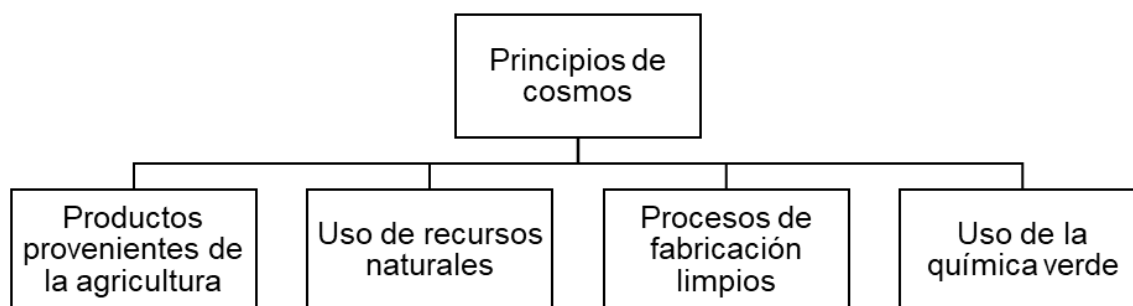 Principios de
cosmos
Productos
provenientes de
la agricultura
Uso de recursos
naturales
Procesos de
fabricación
limpios
Uso de la
química verde